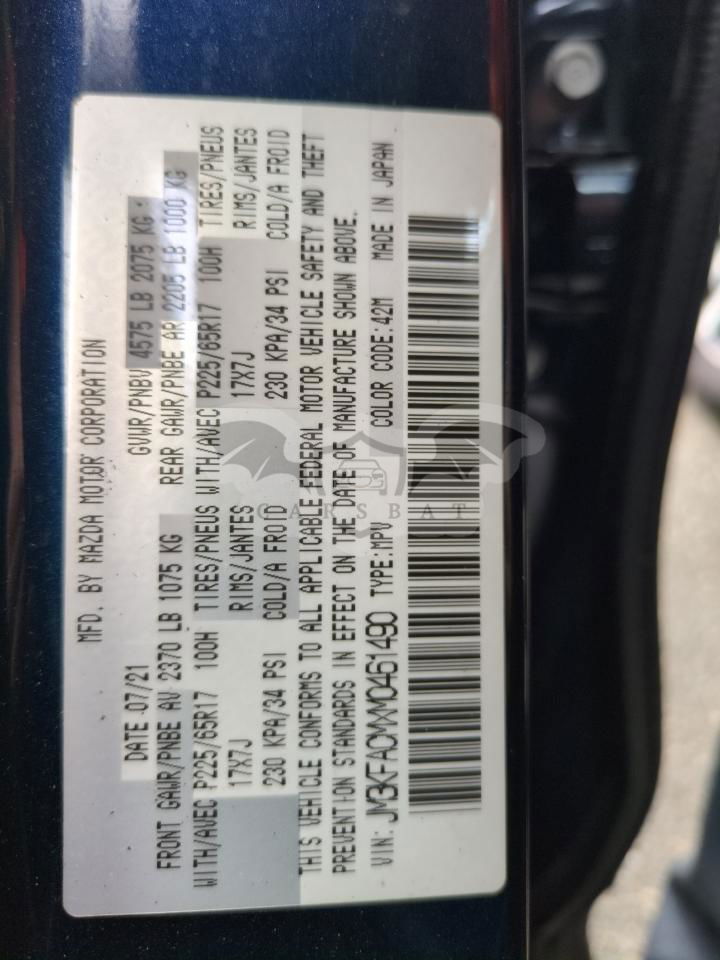 MFD. BY MAZDA MOTOR CORPORATION
DATE 07/21 GVWR/PNBV 4575 LB 2075 KG
FRONT GAWR/PNBE AV 2370 LB 1075 KG REAR GAWR/PNBE AR 2205 LB 1000 KG
WITH/AVEC P225/65R17 100H TIRES/PNEUS WITH/AVEC P225/65R17 100H TIRES/PNEUS
17X7J RIMS/JANTES 17X7J RIMS/JANTES
230 KPA/34 PSI COLD/A FROID 230 KPA/34 PSI COLD/A FROID
THIS VEHICLE CONFORMS TO ALL APPLICABLE FEDERAL MOTOR VEHICLE SAFETY AND THEFT
PREVENTION STANDARDS IN EFFECT ON THE DATE OF MANUFACTURE SHOWN ABOVE.
VIN: JM3KFACMXM0461490 TYPE:MPV COLOR CODE:42M MADE IN JAPAN
CARSBAT